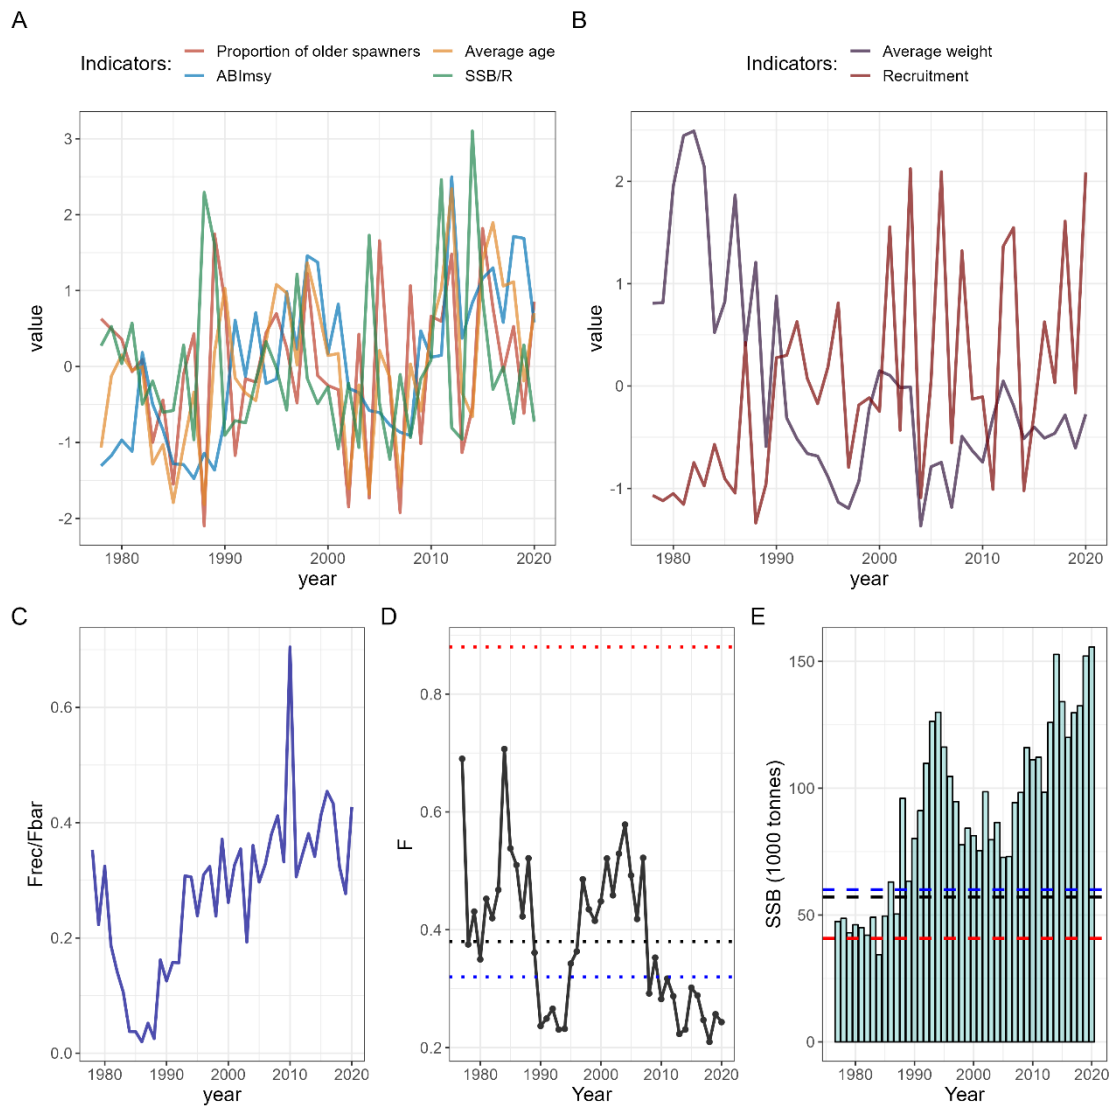 A
Indicators:
Proportion of older spawners
Average age
ABImsy
SSB/R
value
3
2
1
0
-1
-2
1980
1990
2000
2010
2020
year
B
Indicators:
Average weight
Recruitment
value
2
1
0
-1
1980
1990
2000
2010
2020
year
C
Frec/Fbar
0.6
0.4
0.2
0.0
1980
1990
2000
2010
2020
year
D
F
0.8
0.6
0.4
0.2
1980
1990
2000
2010
2020
Year
E
SSB (1000 tonnes)
150
100
50
0
1980
1990
2000
2010
2020
Year